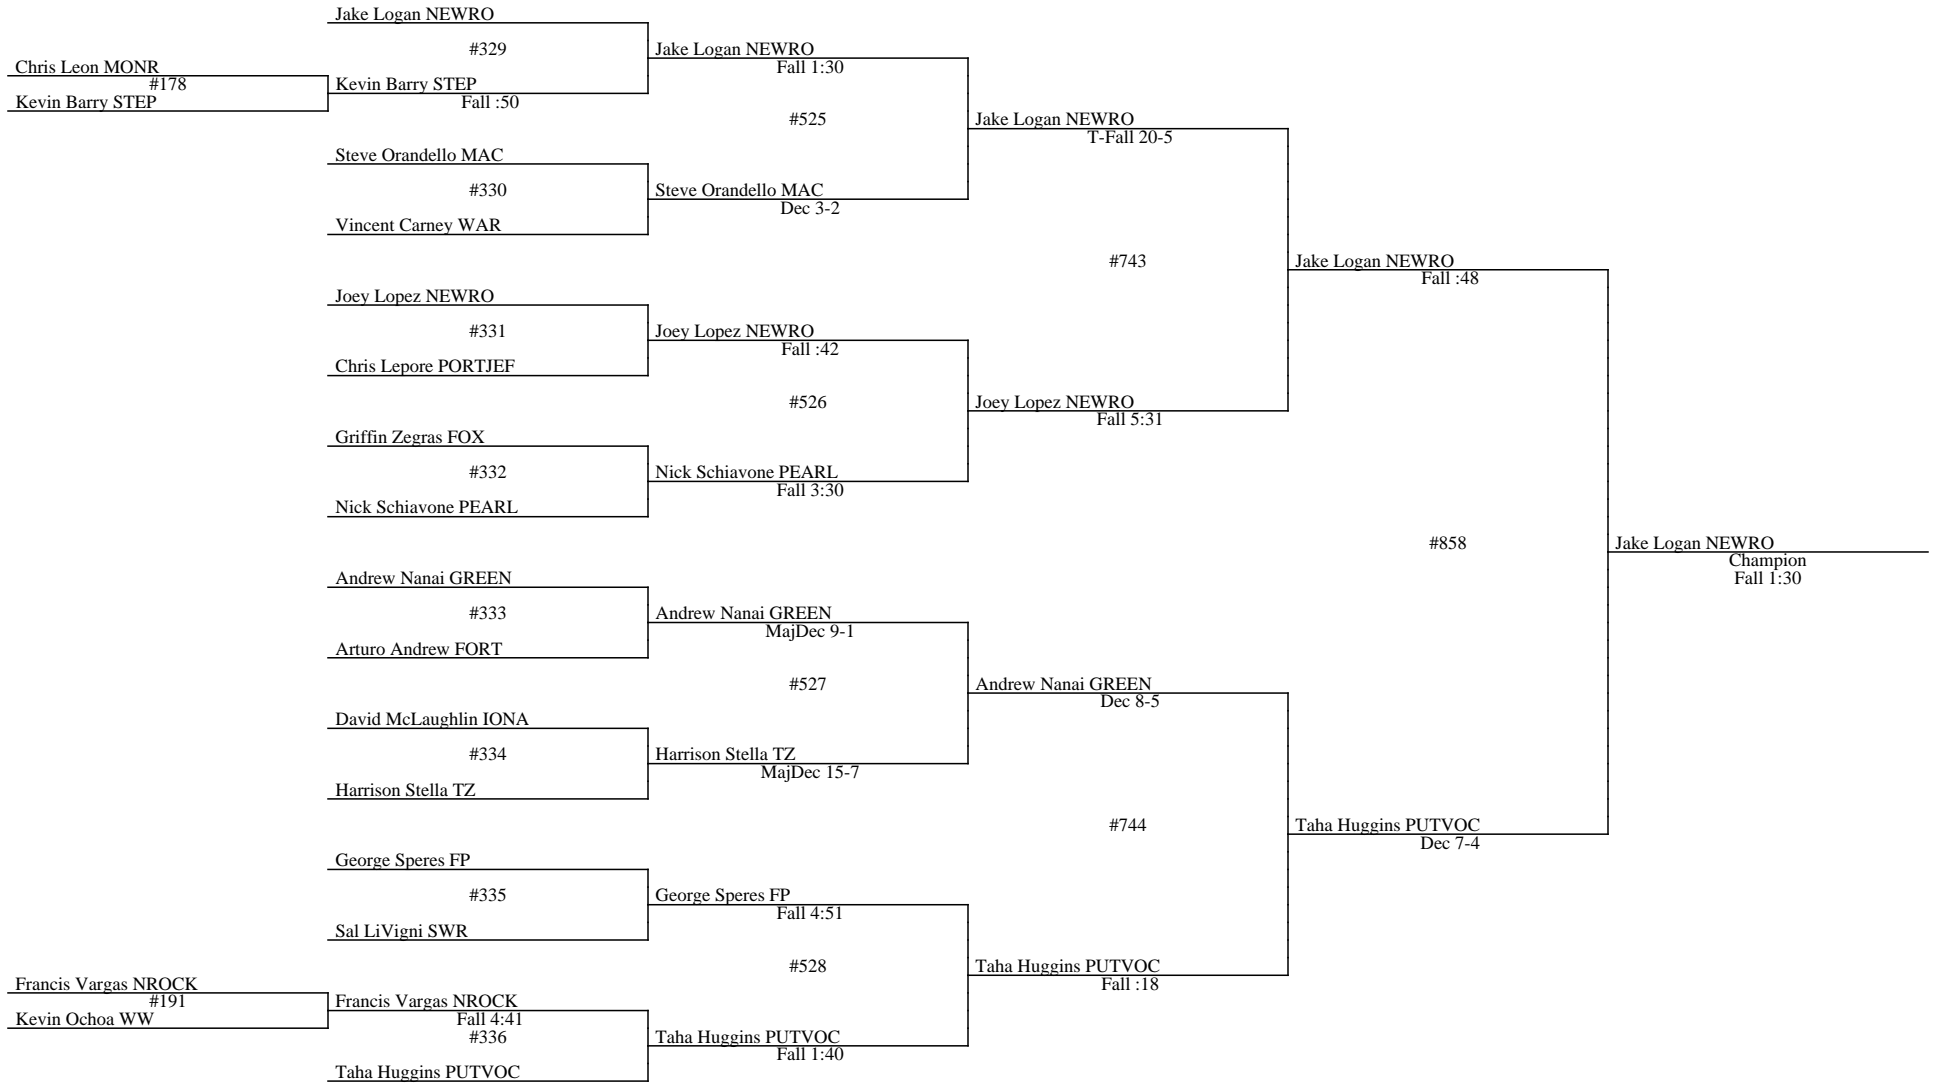 Jake Logan NEWRO
#329
Jake Logan NEWRO
Fall 1:30
Chris Leon MONR
#178
Kevin Barry STEP
Kevin Barry STEP
Fall :50
#525
Jake Logan NEWRO
T-Fall 20-5
Steve Orandello MAC
#330
Steve Orandello MAC
Dec 3-2
Vincent Carney WAR
#743
Jake Logan NEWRO
Fall :48
Joey Lopez NEWRO
#331
Joey Lopez NEWRO
Fall :42
Chris Lepore PORTJEF
#526
Joey Lopez NEWRO
Fall 5:31
Griffin Zegras FOX
#332
Nick Schiavone PEARL
Fall 3:30
Nick Schiavone PEARL
#858
Jake Logan NEWRO
Champion
Fall 1:30
Andrew Nanai GREEN
#333
Andrew Nanai GREEN
MajDec 9-1
Arturo Andrew FORT
#527
Andrew Nanai GREEN
Dec 8-5
David McLaughlin IONA
#334
Harrison Stella TZ
MajDec 15-7
Harrison Stella TZ
#744
Taha Huggins PUTVOC
Dec 7-4
George Speres FP
#335
George Speres FP
Fall 4:51
Sal LiVigni SWR
#528
Taha Huggins PUTVOC
Fall :18
Francis Vargas NROCK
#191
Kevin Ochoa WW
Francis Vargas NROCK
Fall 4:41
#336
Taha Huggins PUTVOC
Fall 1:40
Taha Huggins PUTVOC